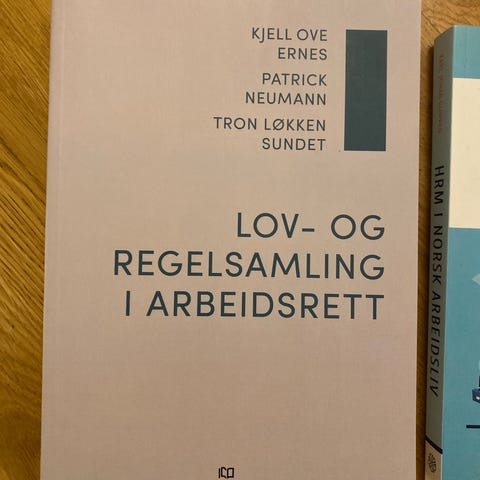 KJELL OVE
ERNES
PATRICK
NEUMANN
TRON LØKKEN
SUNDET
LOV- OG
REGELSAMLING
I ARBEIDSRETT
HRM I NORSK ARBEIDSLIV